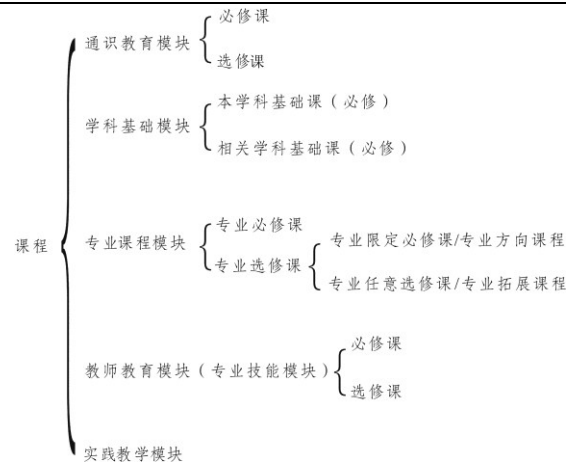 必修课
通识教育模块
选修课
本学科基础课（必修）
学科基础模块
相关学科基础课（必修）
专业必修课
专业限定必修课/专业方向课程
课程
专业课程模块
专业选修课
专业任意选修课/专业拓展课程
必修课
教师教育模块（专业技能模块）
选修课
实践教学模块